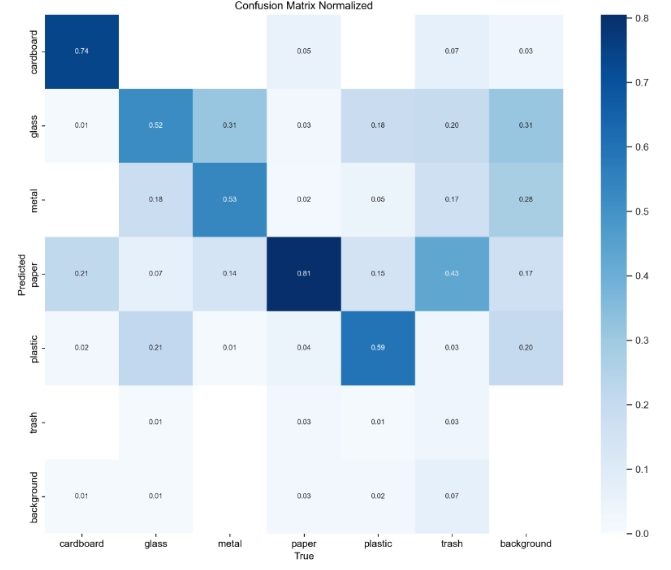 Confusion Matrix Normalized
cardboard 0.74 0.05 0.07 0.03
glass 0.01 0.52 0.31 0.03 0.18 0.20 0.31
metal 0.18 0.53 0.02 0.05 0.17 0.28
Predicted
paper 0.21 0.07 0.14 0.81 0.15 0.43 0.17
plastic 0.02 0.21 0.01 0.04 0.59 0.03 0.20
trash 0.01 0.03 0.01 0.03
background 0.01 0.01 0.03 0.02 0.07
cardboard glass metal paper plastic trash background
True
0.8
0.7
0.6
0.5
0.4
0.3
0.2
0.1
0.0